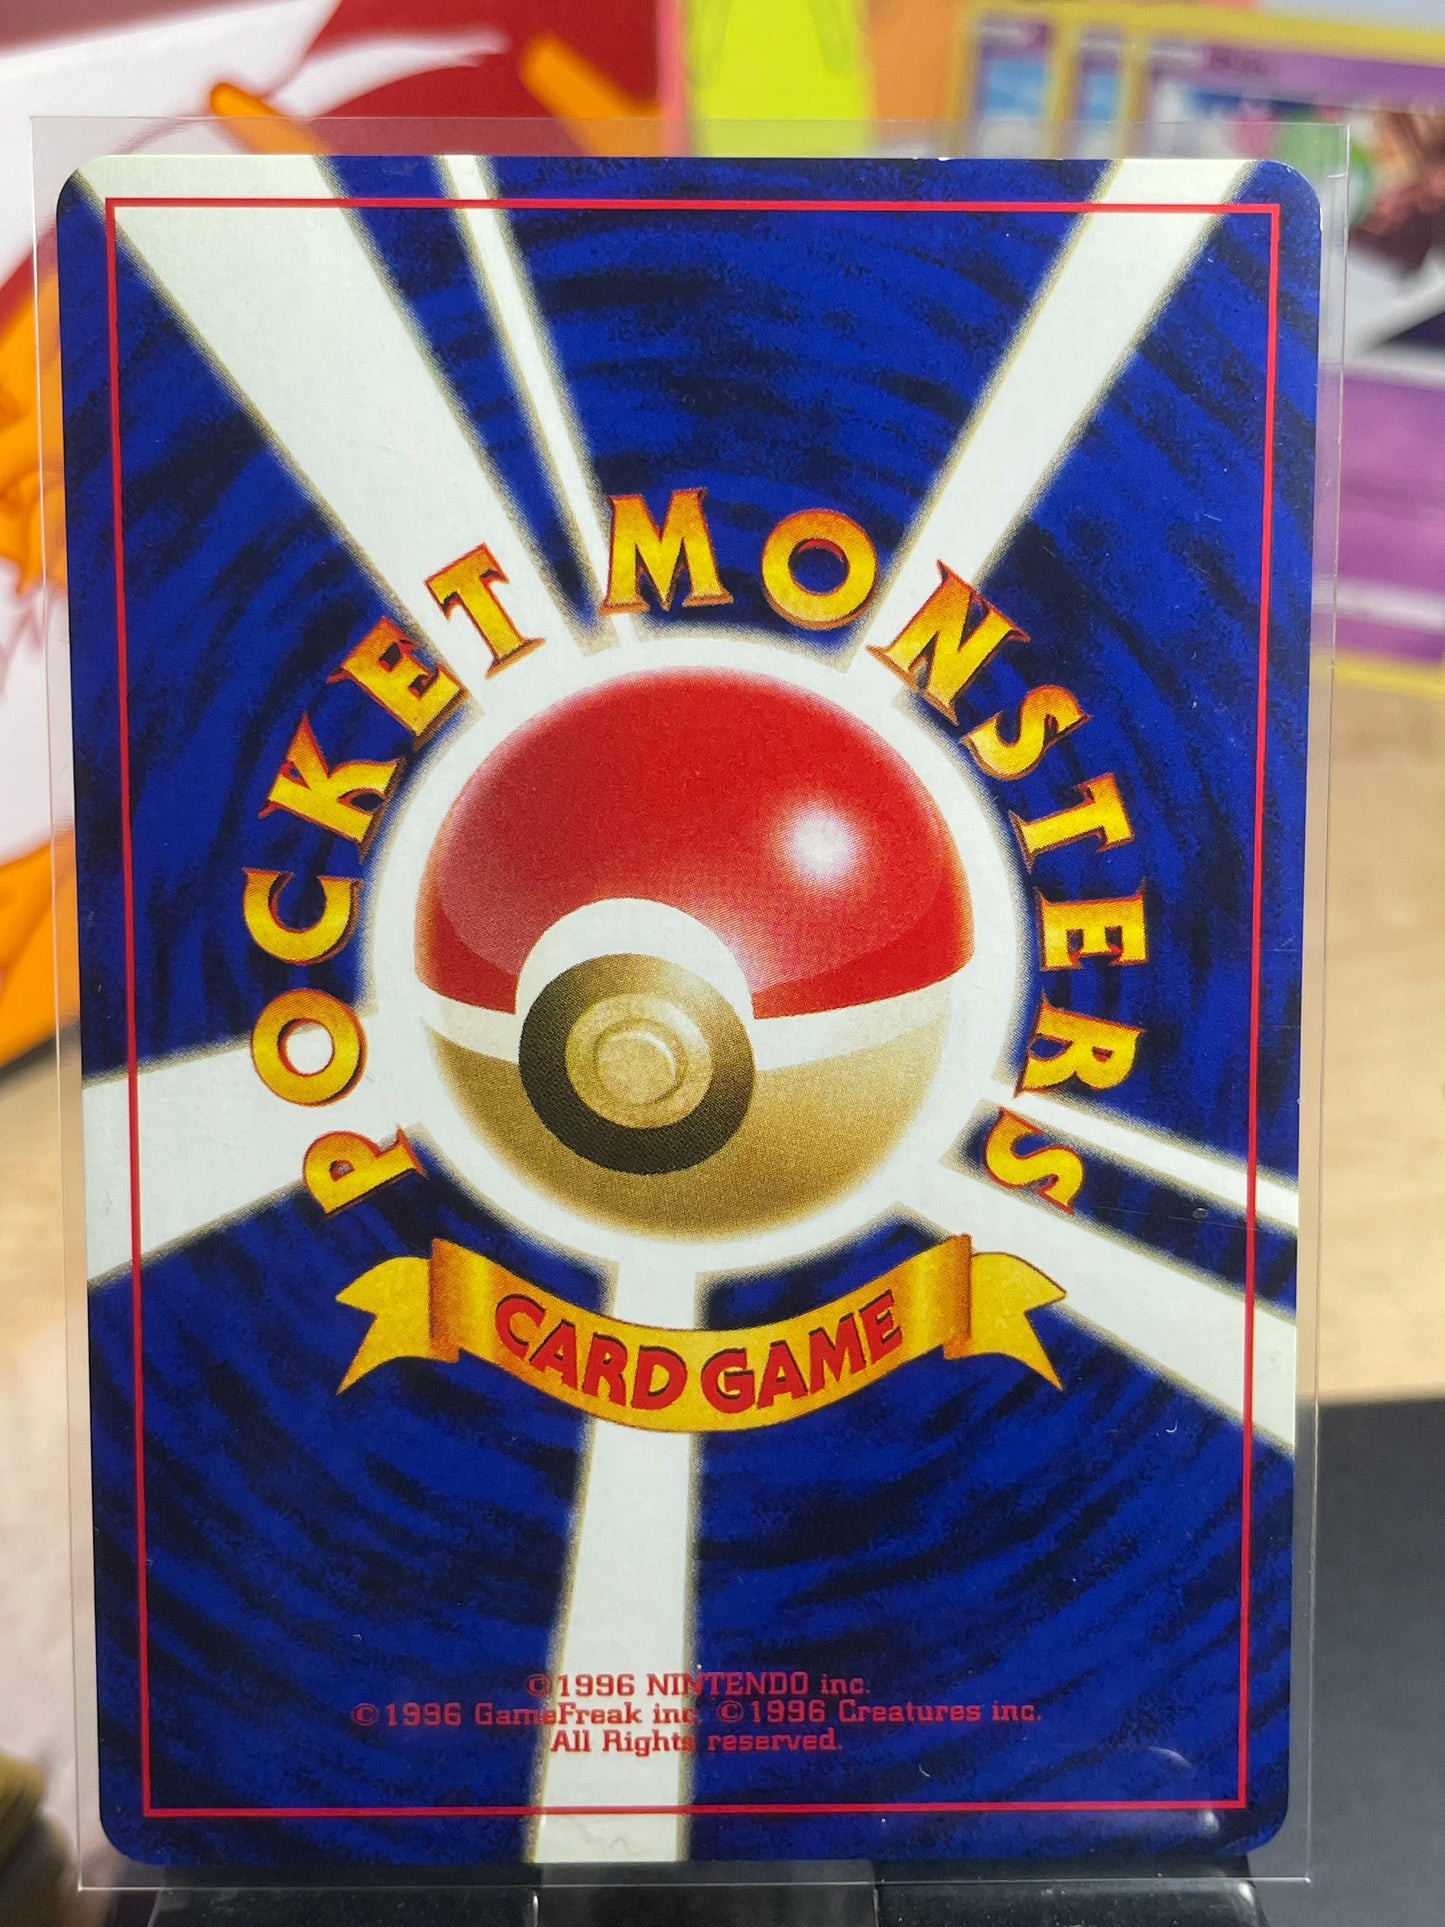 POCKET MONSTERS
CARD GAME
©1996 NINTENDO inc.
©1996 GameFreak inc. ©1996 Creatures inc.
All Rights reserved.